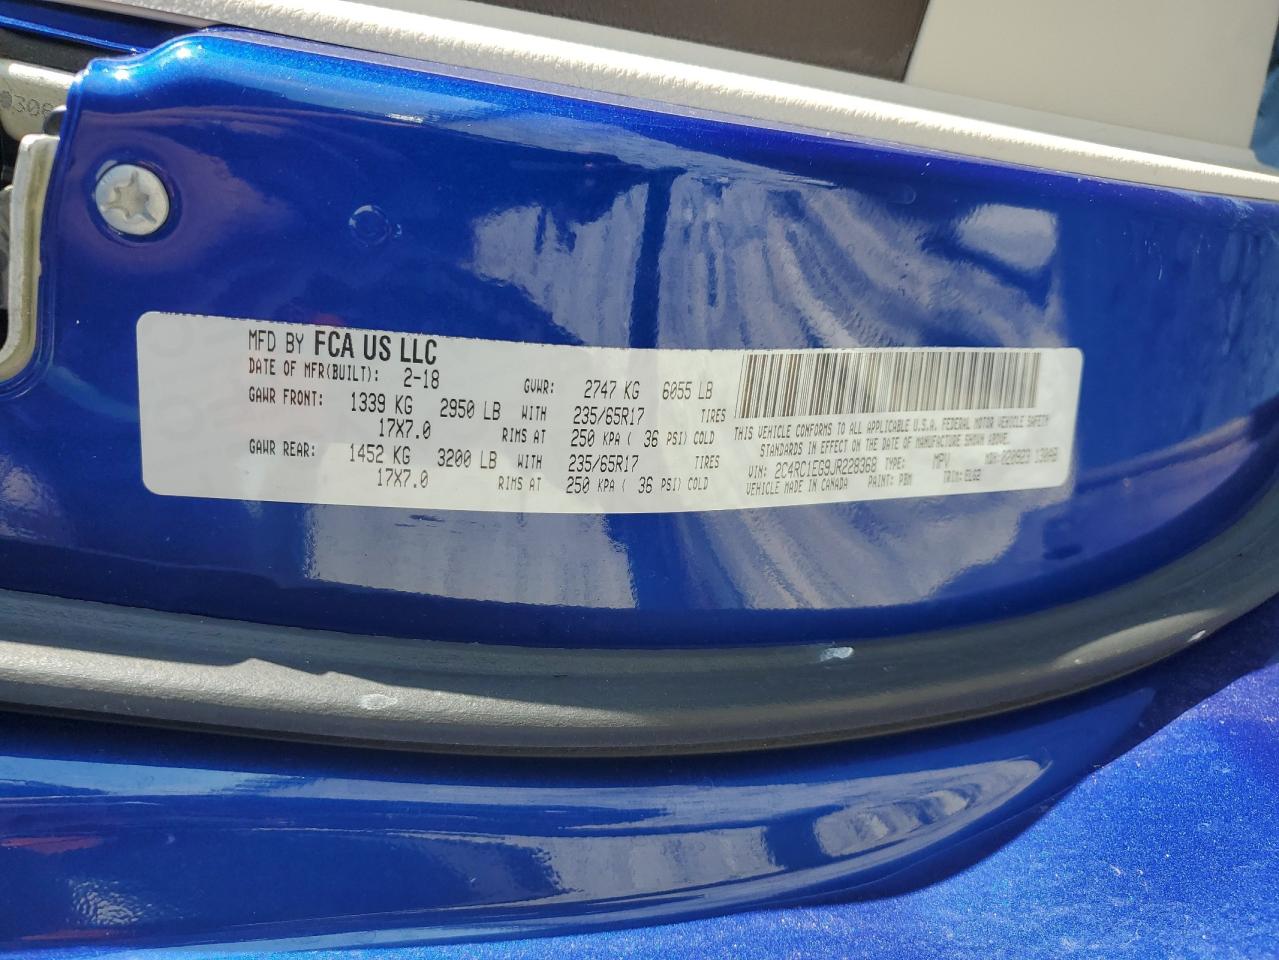 MFD BY FCA US LLC
DATE OF MFR(BUILT): 2-18 GVWR: 2747 KG 6055 LB
GAWR FRONT: 1339 KG 2950 LB WITH 235/65R17 TIRES
17X7.0 RIMS AT 250 KPA ( 36 PSI) COLD
GAWR REAR: 1452 KG 3200 LB WITH 235/65R17 TIRES
17X7.0 RIMS AT 250 KPA ( 36 PSI) COLD
THIS VEHICLE CONFORMS TO ALL APPLICABLE U.S.A. FEDERAL MOTOR VEHICLE SAFETY
STANDARDS IN EFFECT ON THE DATE OF MANUFACTURE SHOWN ABOVE.
VIN: 2C4RC1EG9JR228368 TYPE: MPV MDH:
VEHICLE MADE IN CANADA PAINT: PBM TRIM: